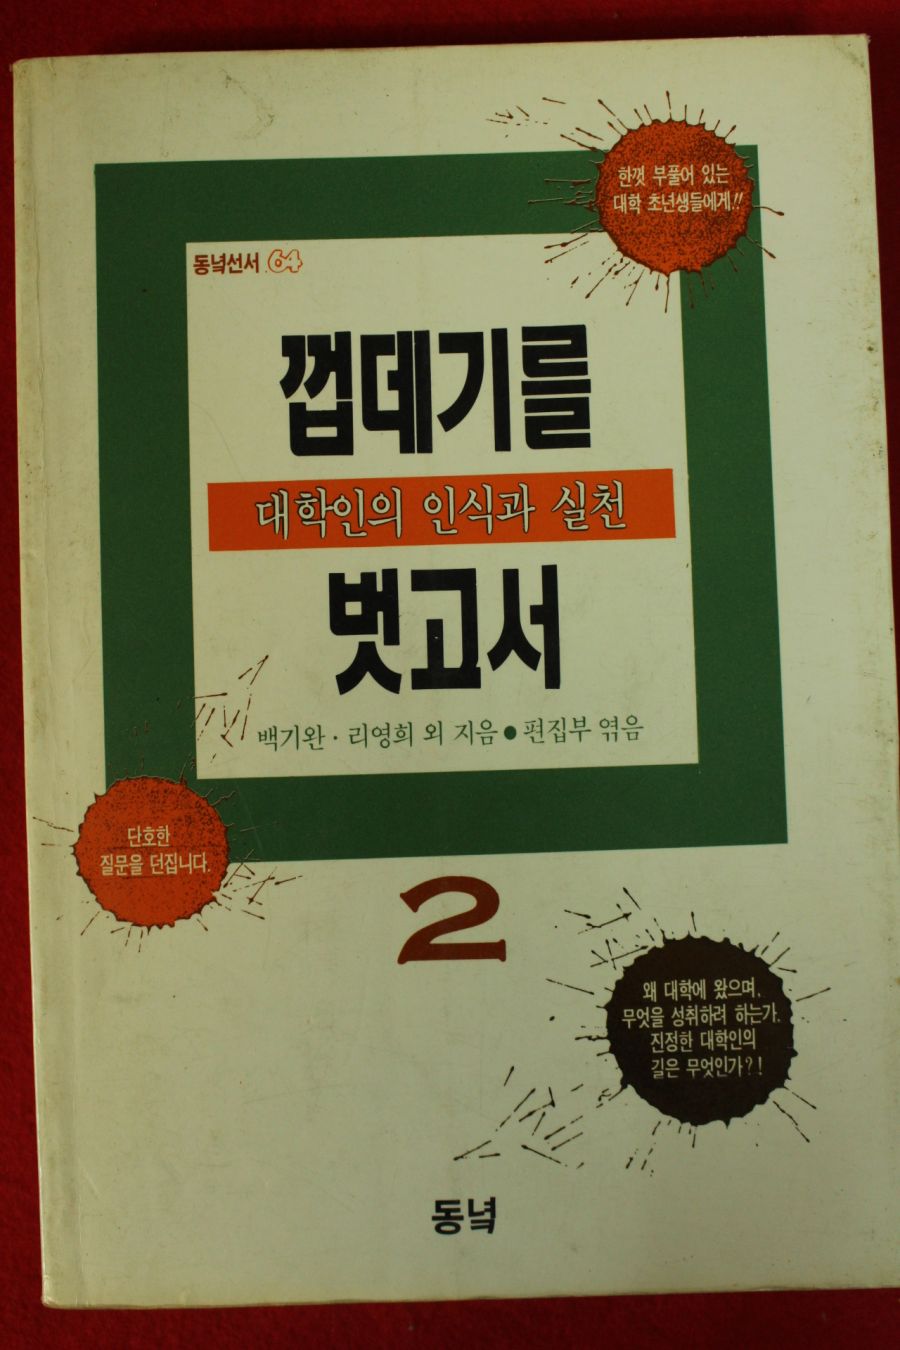 한껏 부풀어 있는
대학 초년생들에게!!
동녘선서 64
껍데기를
대학인의 인식과 실천
벗고서
백기완 · 리영희 외 지음 ● 편집부 엮음
단호한
질문을 던집니다.
2
왜 대학에 왔으며,
무엇을 성취하려 하는가.
진정한 대학인의
길은 무엇인가?!
동녘